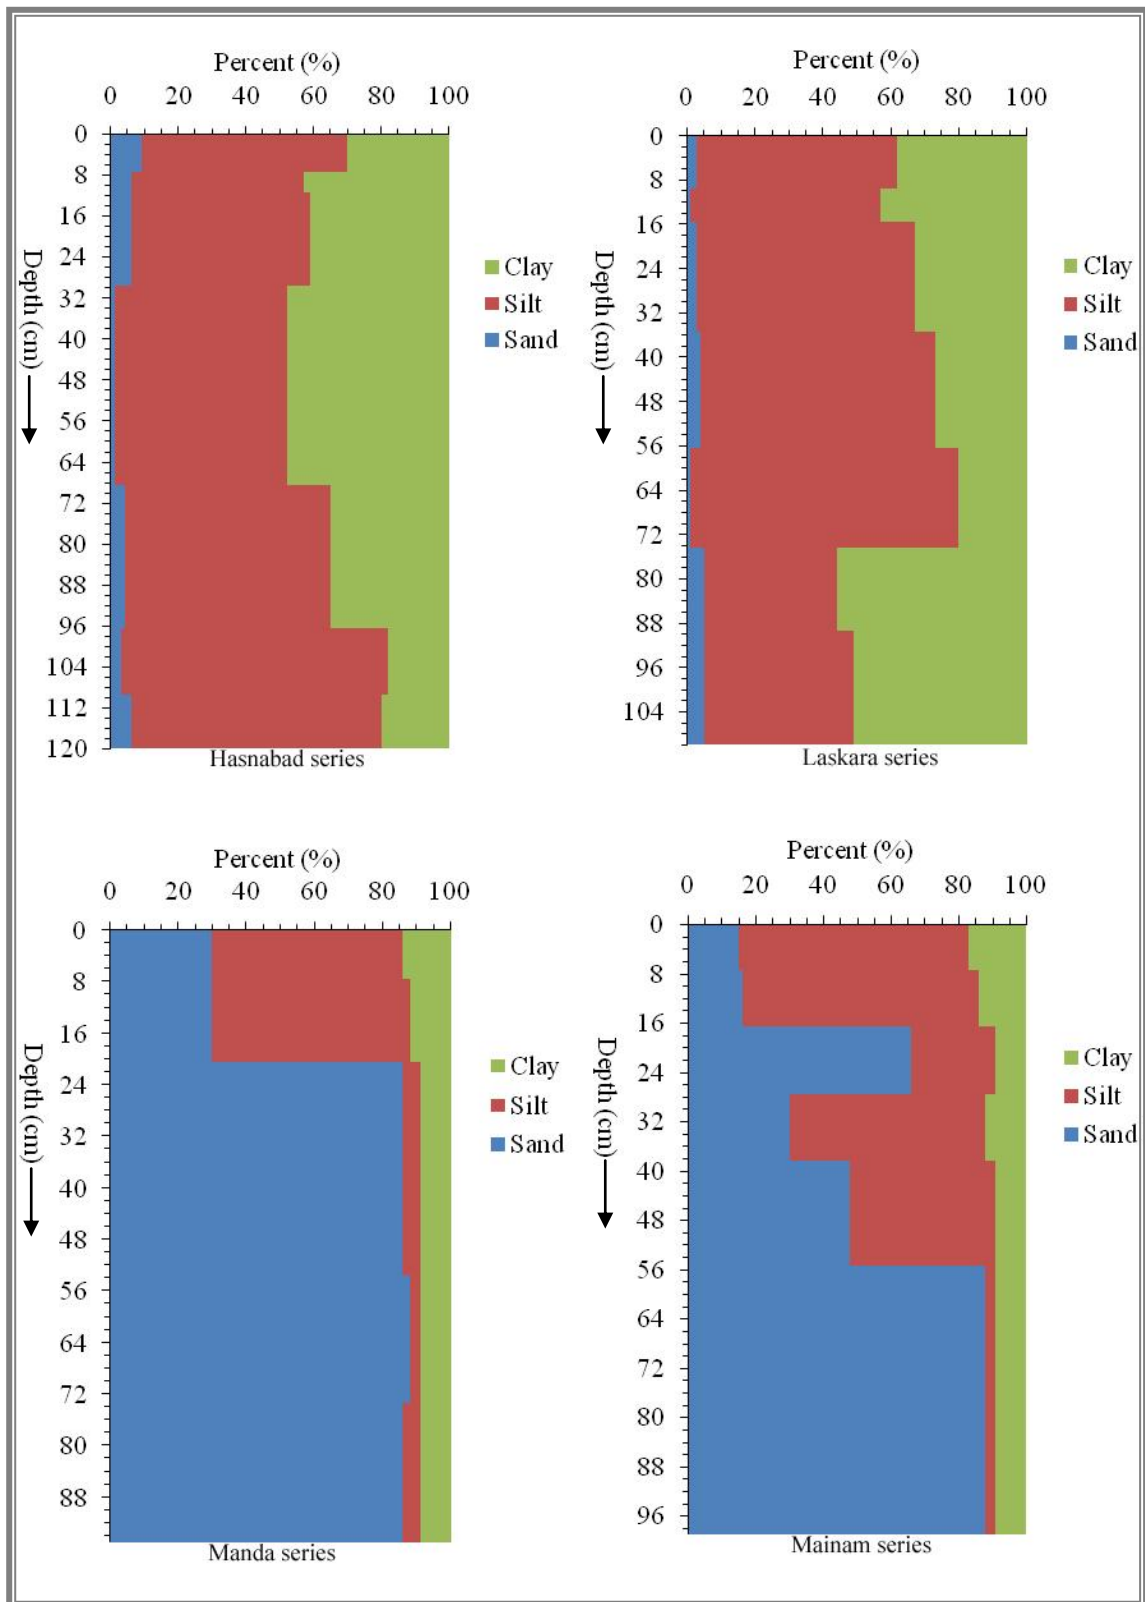 Percent (%)
0 20 40 60 80 100
0
8
16
24
32
40
48
56
64
72
80
88
96
104
112
120
Depth (cm)
Clay
Silt
Sand
Hasnabad series
Percent (%)
0 20 40 60 80 100
0
8
16
24
32
40
48
56
64
72
80
88
96
104
Depth (cm)
Clay
Silt
Sand
Laskara series
Percent (%)
0 20 40 60 80 100
0
8
16
24
32
40
48
56
64
72
80
88
Depth (cm)
Clay
Silt
Sand
Manda series
Percent (%)
0 20 40 60 80 100
0
8
16
24
32
40
48
56
64
72
80
88
96
Depth (cm)
Clay
Silt
Sand
Mainam series